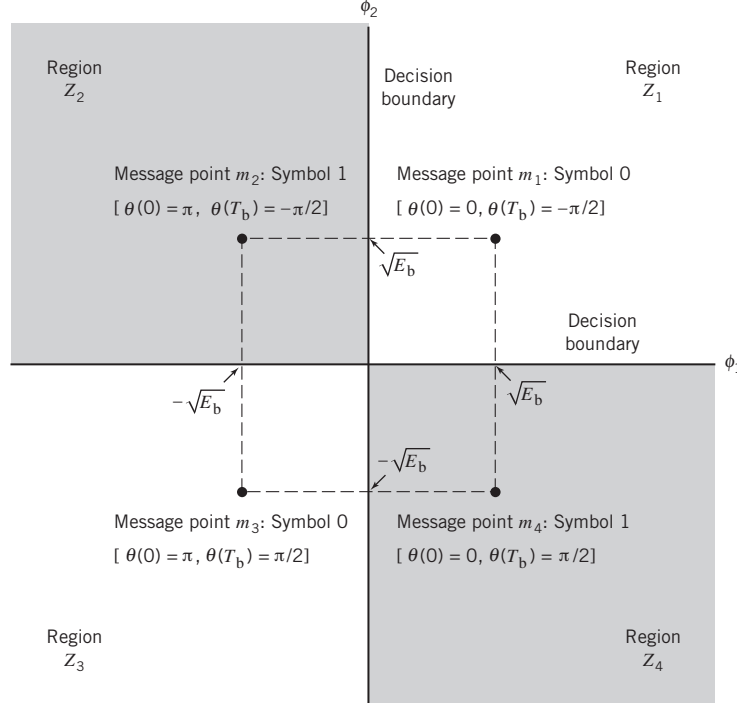 ϕ2
Region
Z2
Decision
boundary
Region
Z1
Message point m2: Symbol 1
[ θ(0) = π, θ(Tb) = −π/2]
Message point m1: Symbol 0
[ θ(0) = 0, θ(Tb) = −π/2]
√Eb
Decision
boundary
ϕ1
−√Eb
√Eb
−√Eb
Message point m3: Symbol 0
[ θ(0) = π, θ(Tb) = π/2]
Message point m4: Symbol 1
[ θ(0) = 0, θ(Tb) = π/2]
Region
Z3
Region
Z4